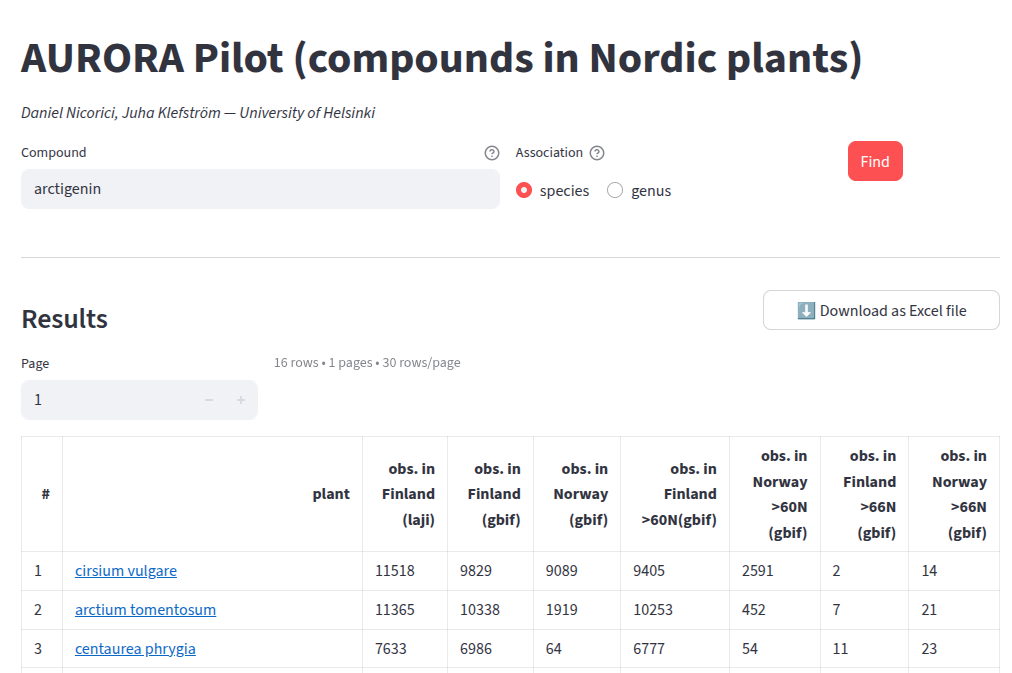 AURORA Pilot (compounds in Nordic plants)
Daniel Nicorici, Juha Klefström — University of Helsinki
Compound
Association
arctigenin
species
genus
Find
Results
⬇️ Download as Excel file
Page
16 rows • 1 pages • 30 rows/page
1
− +
# plant obs. in Finland (laji) obs. in Finland (gbif) obs. in Norway (gbif) obs. in Finland >60N(gbif) obs. in Norway >60N (gbif) obs. in Finland >66N (gbif) obs. in Norway >66N (gbif)
1 cirsium vulgare 11518 9829 9089 9405 2591 2 14
2 arctium tomentosum 11365 10338 1919 10253 452 7 21
3 centaurea phrygia 7633 6986 64 6777 54 11 23